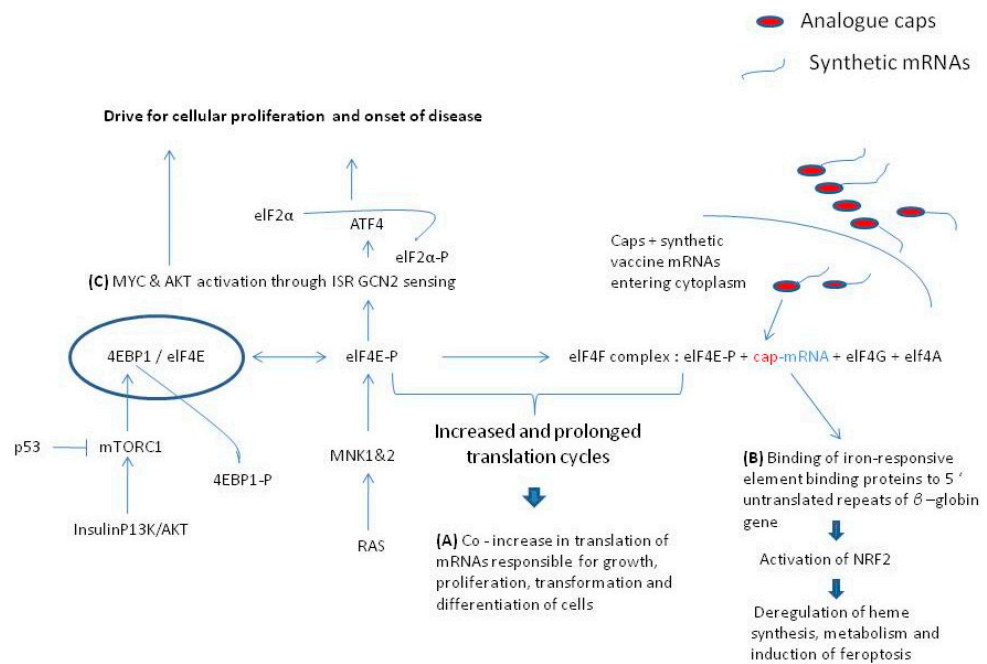 Analogue caps
Synthetic mRNAs
Drive for cellular proliferation and onset of disease
eIF2α
ATF4
eIF2α-P
(C) MYC & AKT activation through ISR GCN2 sensing
Caps + synthetic
vaccine mRNAs
entering cytoplasm
4EBP1 / eIF4E
eIF4E-P
eIF4F complex : eIF4E-P + cap-mRNA + eIF4G + elf4A
p53
mTORC1
4EBP1-P
InsulinP13K/AKT
MNK1&2
RAS
Increased and prolonged
translation cycles
(A) Co - increase in translation of
mRNAs responsible for growth,
proliferation, transformation and
differentiation of cells
(B) Binding of iron-responsive
element binding proteins to 5 ′
untranslated repeats of β–globin
gene
Activation of NRF2
Deregulation of heme
synthesis, metabolism and
induction of feroptosis